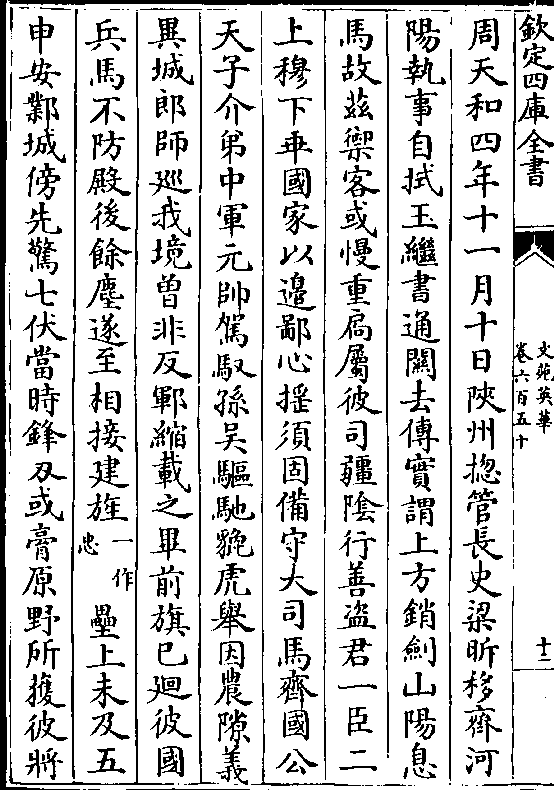 欽定四庫全書
文苑英華
卷六百五十
十二
周天和四年十一月十日陜州揔管長史梁昕移齊河
陽執事自拭玉繼書通關去傳實謂上方銷劍山陽息
馬故茲禦客或慢重扄屬彼司疆隂行善盗君一臣二
上穆下乖國家以邉鄙心揺須固備守大司馬齊國公
天子介弟中軍元帥駕馭孫吳驅馳貔虎舉因農隙義
異城郎師廵我境曽非反鄆縮載之畢前旗已廻彼國
兵馬不防殿後餘塵遂至相接建旌一作忠壘上未及五
申安鄴城傍先驚七伏當時鋒刃或膏原野所獲彼將